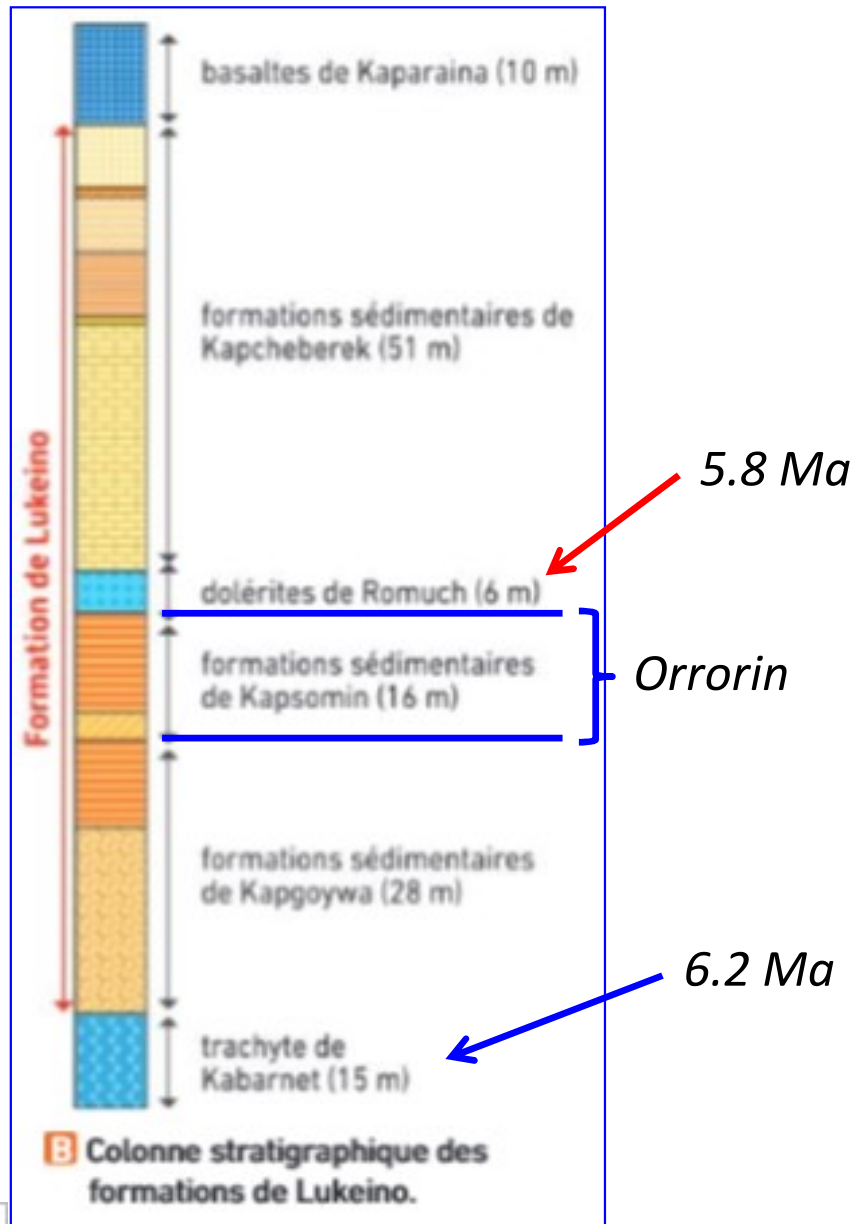 basaltes de Kaparaina (10 m)
formations sédimentaires de
Kapcheberek (51 m)
5.8 Ma
Formation de Lukeino
dolérites de Romuch (6 m)
formations sédimentaires
de Kapsomin (16 m)
Orrorin
formations sédimentaires
de Kapgoywa (28 m)
6.2 Ma
trachyte de
Kabarnet (15 m)
B Colonne stratigraphique des
formations de Lukeino.